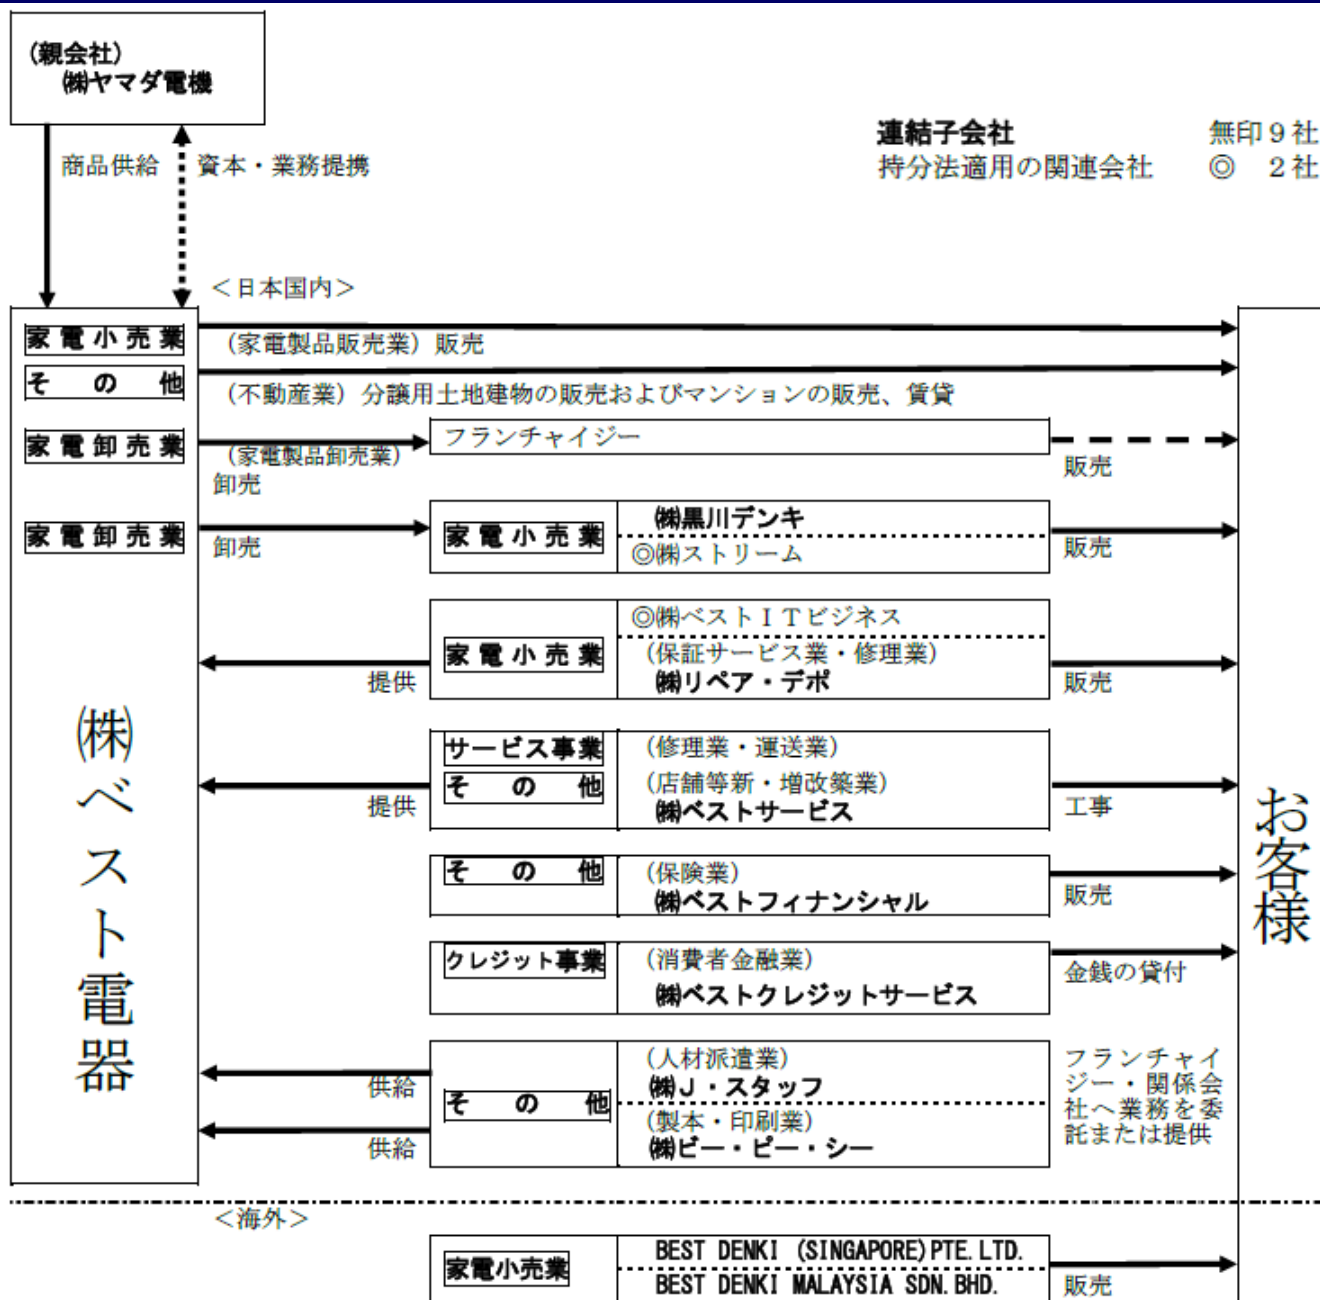 (親会社)
㈱ヤマダ電機
商品供給
資本・業務提携
連結子会社 無印9社
持分法適用の関連会社 ◎ 2社
<日本国内>
家電小売業
(家電製品販売業)販売
その他
(不動産業)分譲用土地建物の販売およびマンションの販売、賃貸
家電卸売業
(家電製品卸売業)
卸売
フランチャイジー
販売
家電卸売業
卸売
家電小売業
㈱黒川デンキ
◎㈱ストリーム
販売
提供
家電小売業
◎㈱ベストITビジネス
(保証サービス業・修理業)
㈱リペア・デポ
販売
提供
サービス事業
その他
(修理業・運送業)
(店舗等新・増改築業)
㈱ベストサービス
工事
その他
(保険業)
㈱ベストフィナンシャル
販売
クレジット事業
(消費者金融業)
㈱ベストクレジットサービス
金銭の貸付
供給
供給
その他
(人材派遣業)
㈱J・スタッフ
(製本・印刷業)
㈱ビー・ピー・シー
フランチャイ
ジー・関係会
社へ業務を委
託または提供
㈱ベスト電器
お客様
<海外>
家電小売業
BEST DENKI (SINGAPORE)PTE.LTD.
BEST DENKI MALAYSIA SDN.BHD.
販売